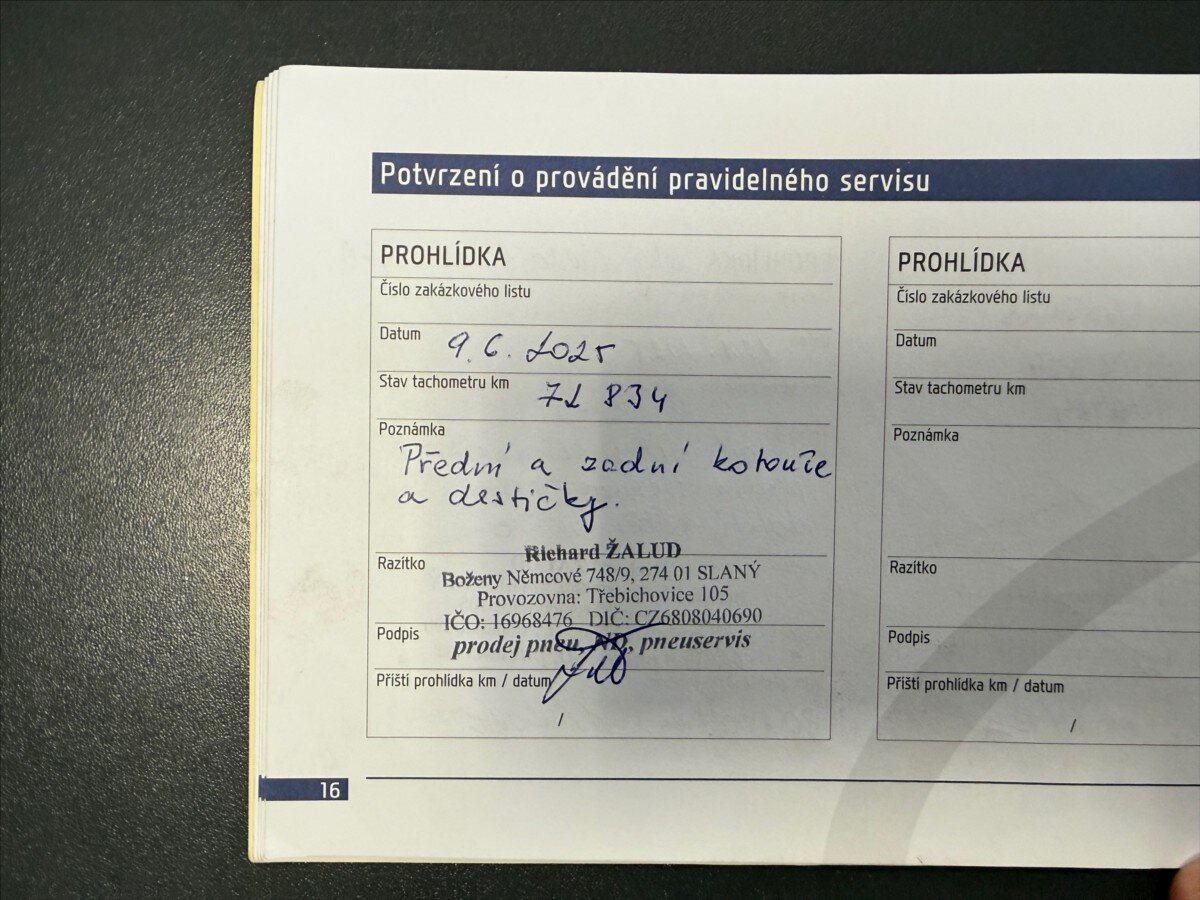 Potvrzení o provádění pravidelného servisu
PROHLÍDKA
Číslo zakázkového listu
Datum 9.6.2025
Stav tachometru km 72 834
Poznámka
Přední a zadní kotouče
a destičky.
Razítko
Richard ŽALUD
Boženy Němcové 748/9, 274 01 SLANÝ
Provozovna: Třebichovice 105
IČO: 16968476 DIČ: CZ6808040690
Podpis
prodej pneu, ND, pneuservis
Příští prohlídka km / datum
/
PROHLÍDKA
Číslo zakázkového listu
Datum
Stav tachometru km
Poznámka
Razítko
Podpis
Příští prohlídka km / datum
/
16